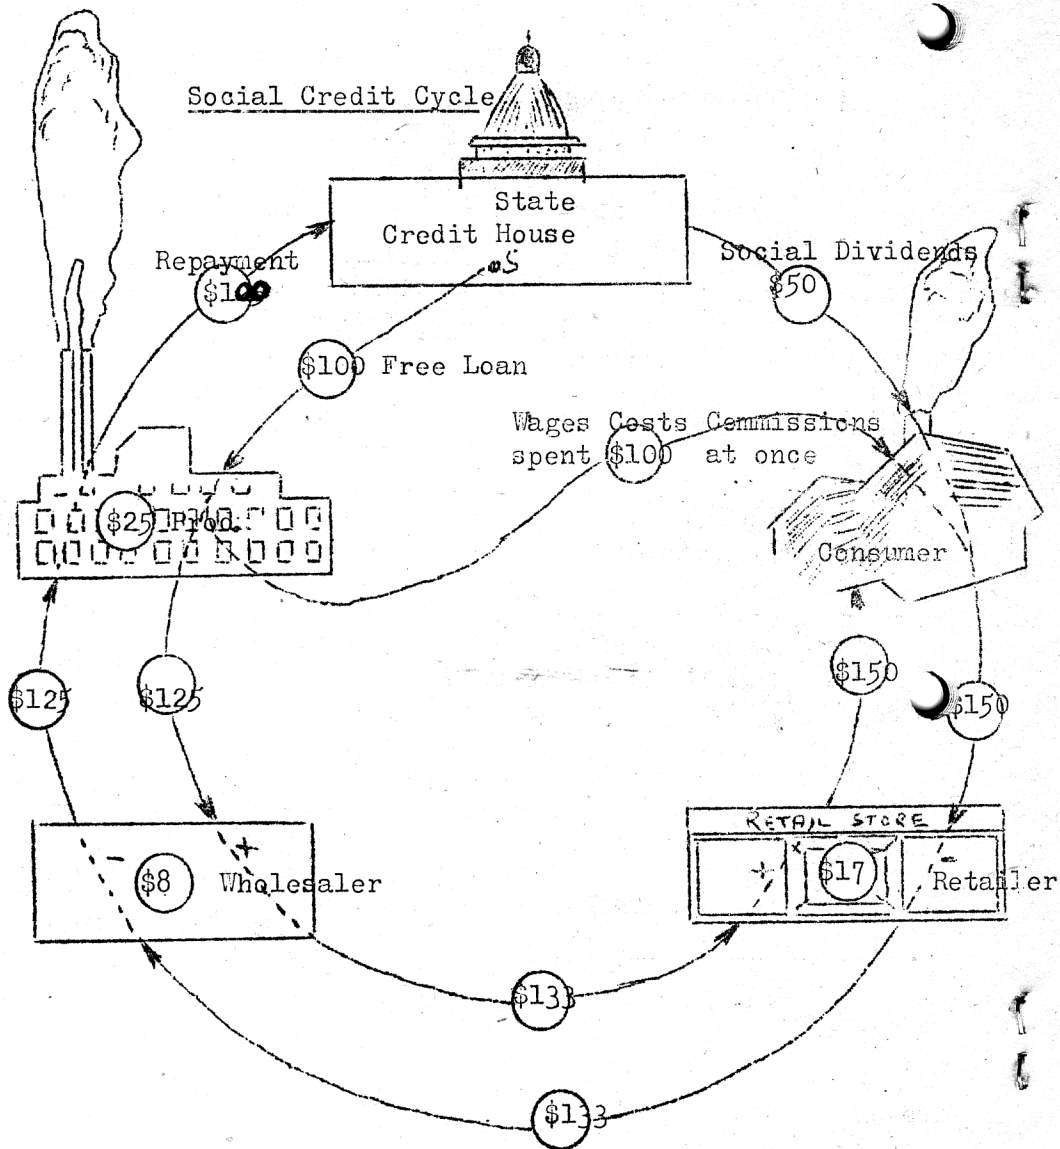 Social Credit Cycle
State
Credit House
.5
Repayment
$100
Social Dividends
$50
$100 Free Loan
Wages Costs Commissions
spent $100 at once
$25 Prod.
Consumer
$125
$125
$150
$150
RETAIL STORE
$8 Wholesaler
+
-
+
x
$17
-
Retailer
$133
$133